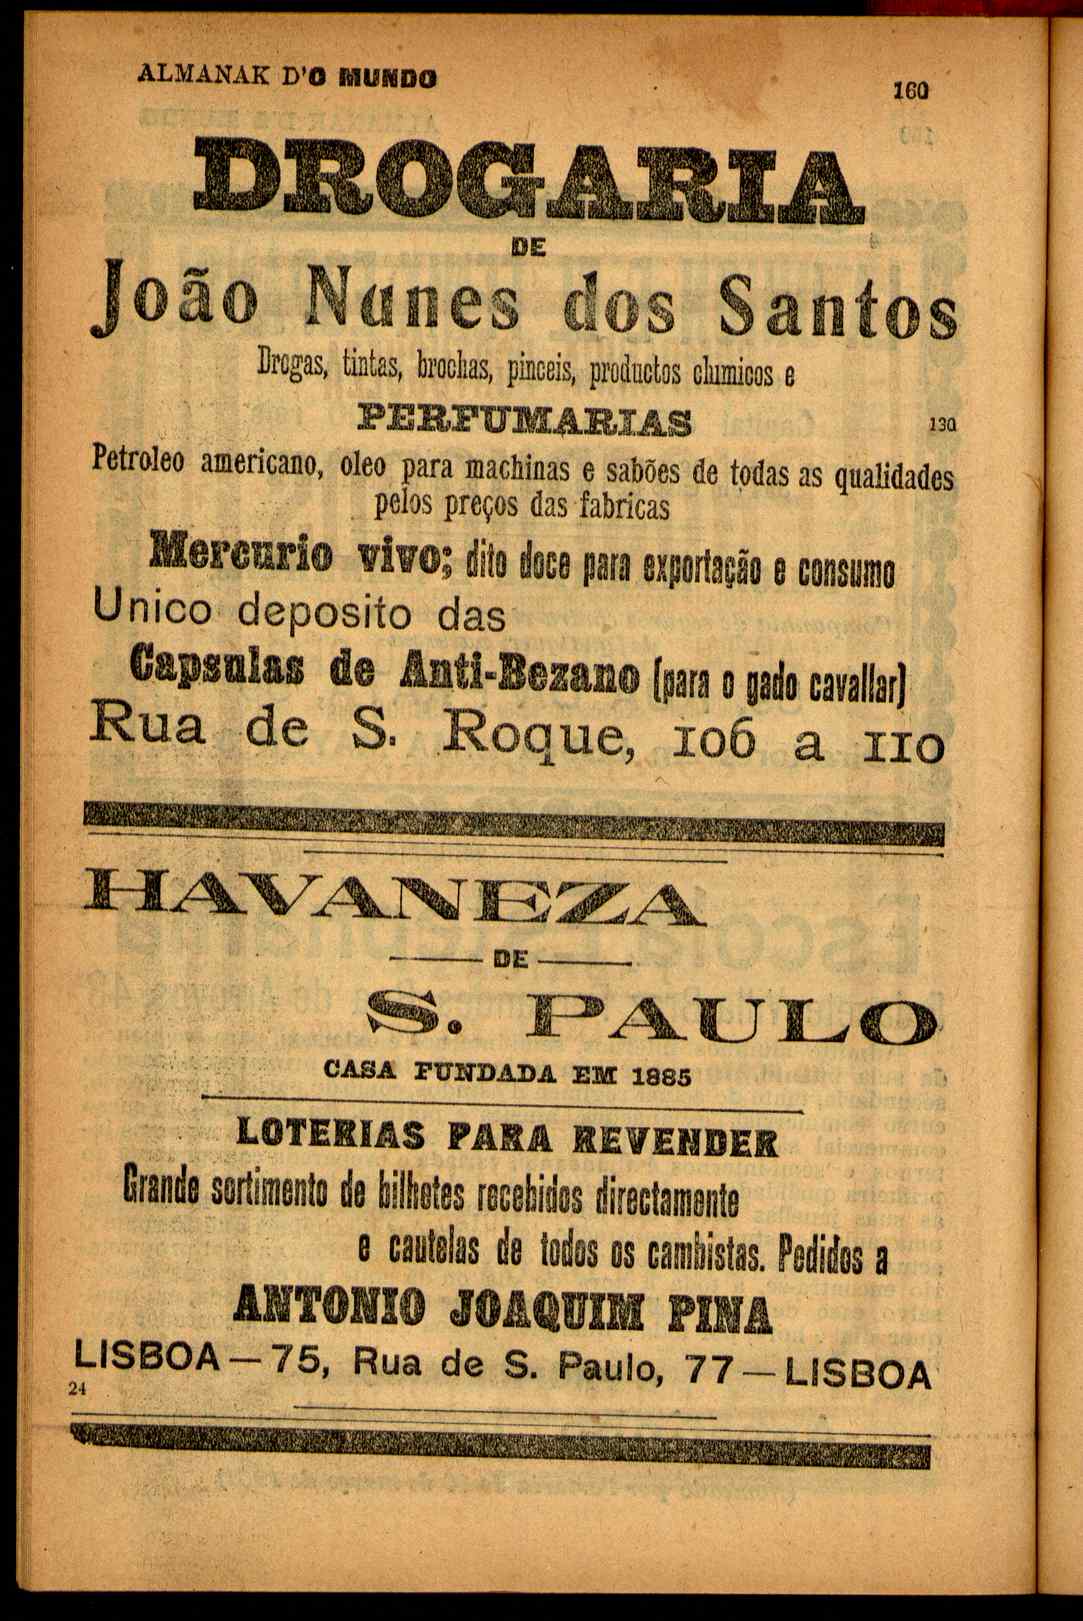 ALMANAK D'O MUNDO
160
DROGARIA
DE
João Nunes dos Santos
Drogas, tintas, brochas, pinceis, productos chimicos e
PERFUMARIAS
130
Petroleo americano, oleo para machinas e sabões de todas as qualidades
pelos preços das fabricas
Mercurio vivo; dito doce para exportação e consumo
Unico deposito das
Capsulas de Anti-Bezano (para o gado cavallar)
Rua de S. Roque, 106 a 110
HAVANEZA
— DE —
S. PAULO
CASA FUNDADA EM 1885
LOTERIAS PARA REVENDER
Grande sortimento de bilhetes recebidos directamente
e cautelas de todos os cambistas. Pedidos a
ANTONIO JOAQUIM PINA
LISBOA — 75, Rua de S. Paulo, 77 — LISBOA
24